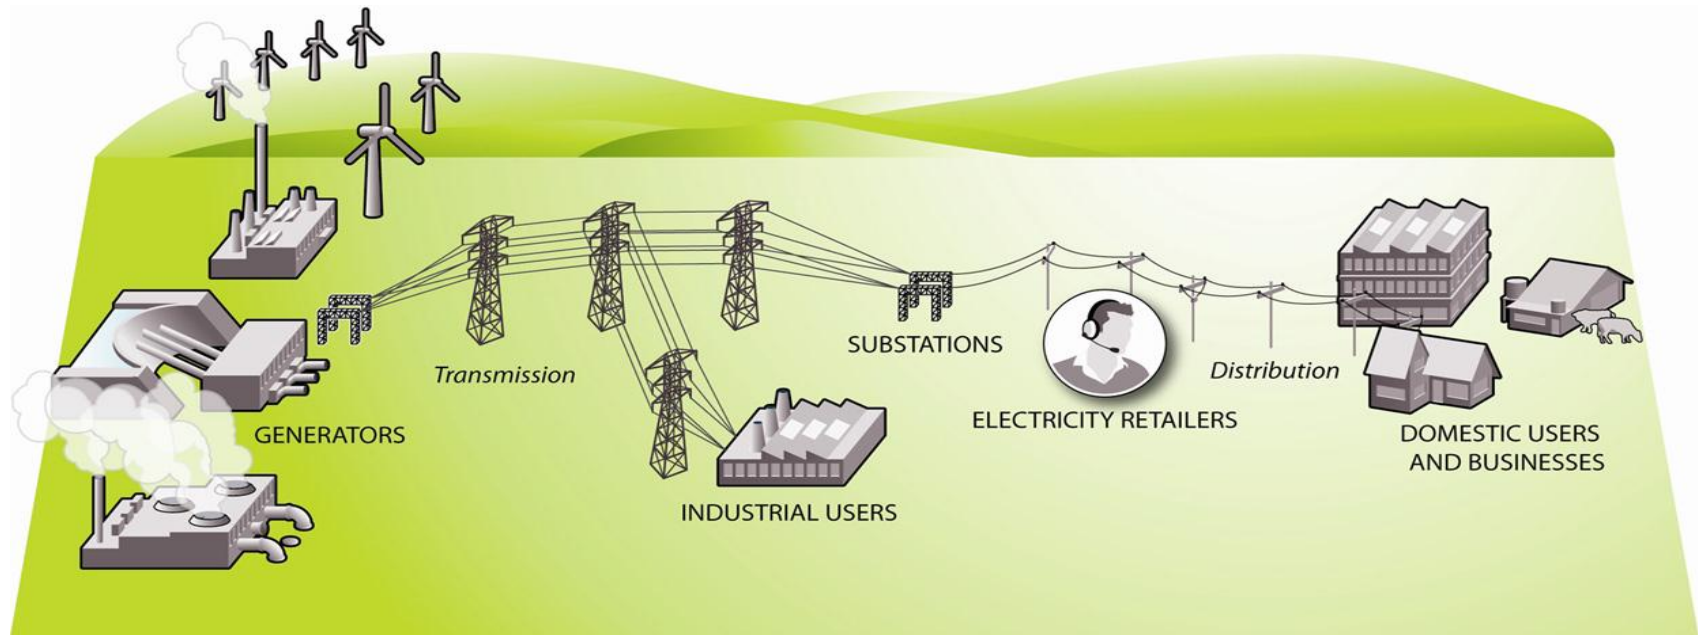 GENERATORS
Transmission
INDUSTRIAL USERS
SUBSTATIONS
ELECTRICITY RETAILERS
Distribution
DOMESTIC USERS
AND BUSINESSES